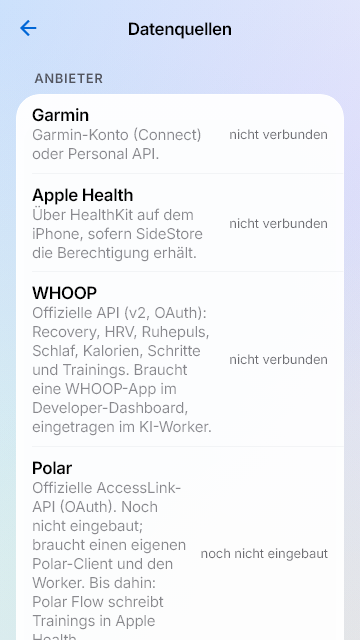 Datenquellen
ANBIETER
Garmin
Garmin-Konto (Connect)
oder Personal API.
nicht verbunden
Apple Health
Über HealthKit auf dem
iPhone, sofern SideStore
die Berechtigung erhält.
nicht verbunden
WHOOP
Offizielle API (v2, OAuth):
Recovery, HRV, Ruhepuls,
Schlaf, Kalorien, Schritte
und Trainings. Braucht
eine WHOOP-App im
Developer-Dashboard,
eingetragen im KI-Worker.
nicht verbunden
Polar
Offizielle AccessLink-
API (OAuth). Noch
nicht eingebaut;
braucht einen eigenen
Polar-Client und den
Worker. Bis dahin:
Polar Flow schreibt
Trainings in Apple
Health.
noch nicht eingebaut